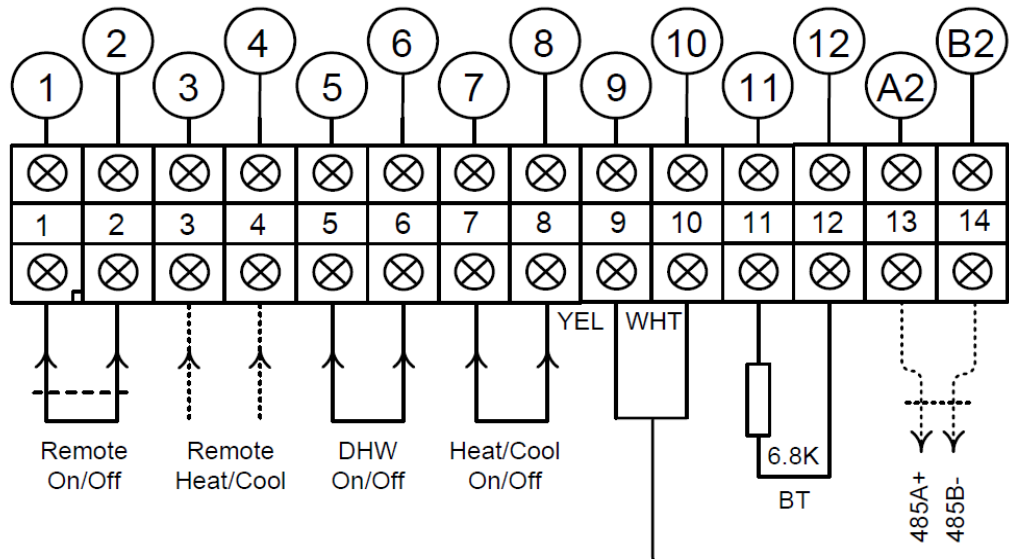 1 2 3 4 5 6 7 8 9 10 11 12 A2 B2
1 2 3 4 5 6 7 8 9 10 11 12 13 14
YEL WHT
Remote
On/Off
Remote
Heat/Cool
DHW
On/Off
Heat/Cool
On/Off
6.8K
BT
485A+
485B-